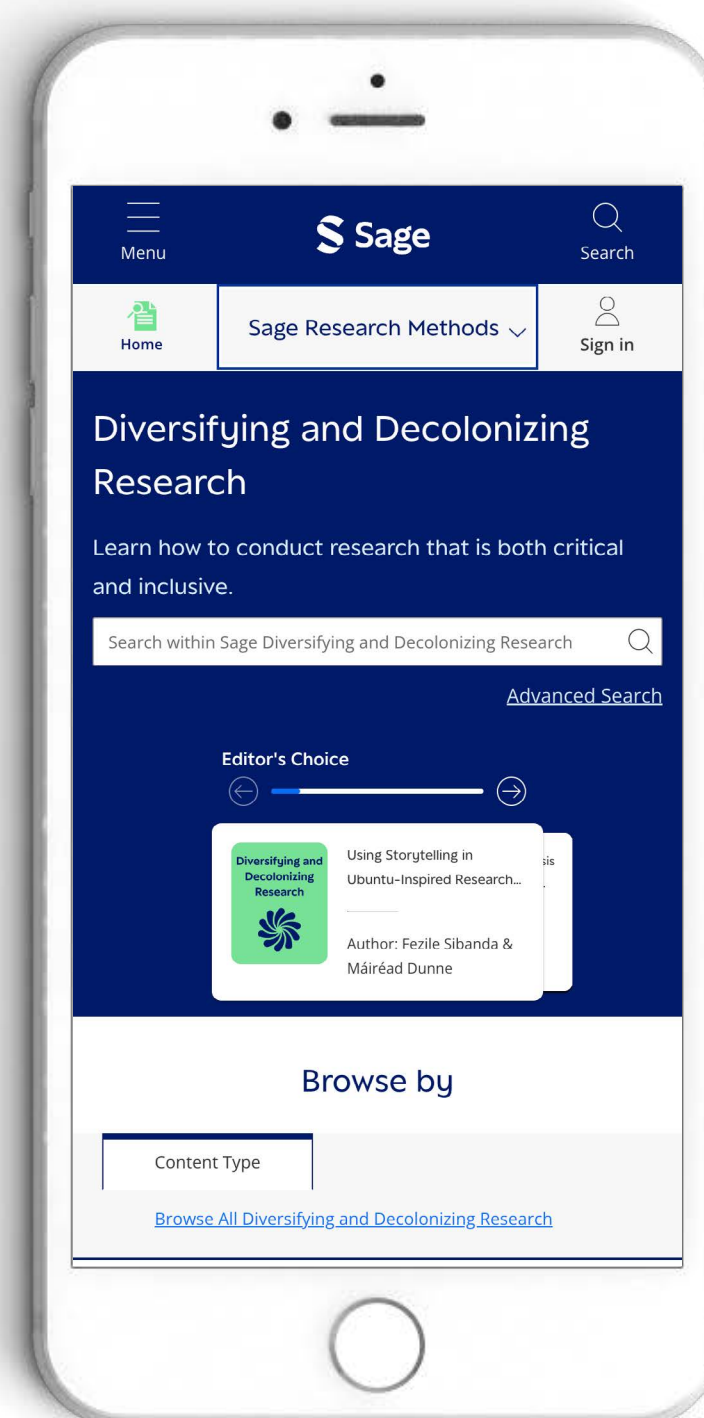 Menu
Sage
Search
Home
Sage Research Methods
Sign in
Diversifying and Decolonizing
Research
Learn how to conduct research that is both critical
and inclusive.
Search within Sage Diversifying and Decolonizing Research
Advanced Search
Editor's Choice
Diversifying and
Decolonizing
Research
Using Storytelling in
Ubuntu-Inspired Research...
Author: Fezile Sibanda &
Máiréad Dunne
sis
Browse by
Content Type
Browse All Diversifying and Decolonizing Research